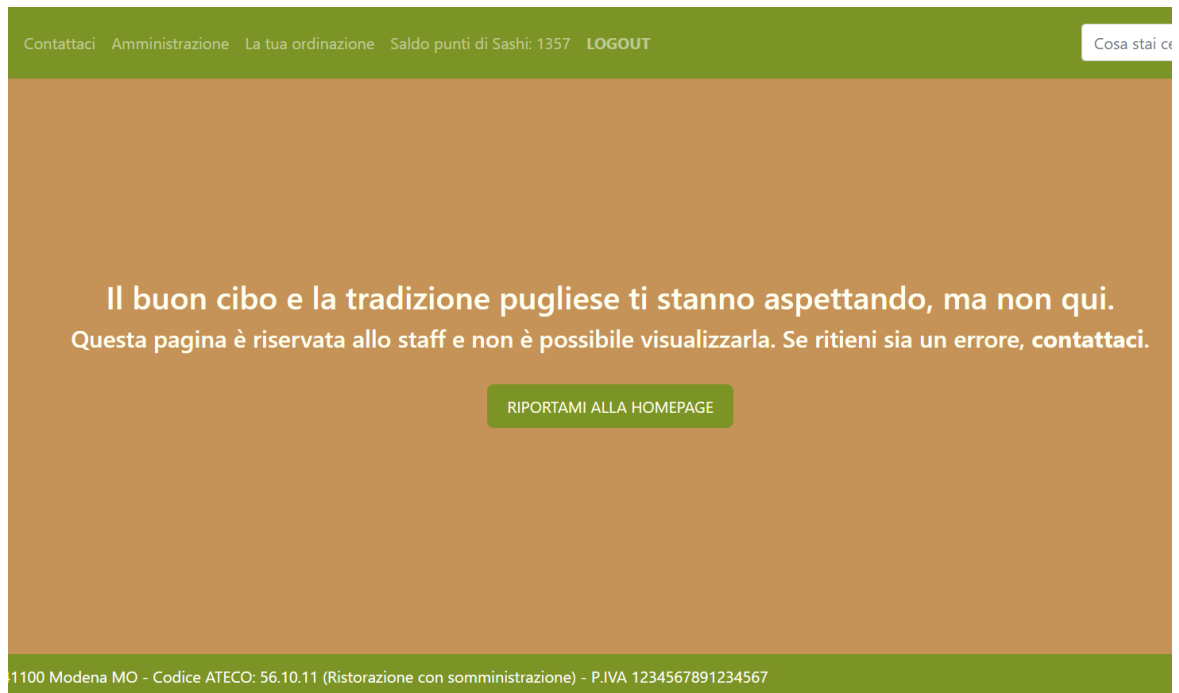 Contattaci Amministrazione La tua ordinazione Saldo punti di Sashi: 1357 LOGOUT Cosa stai
Il buon cibo e la tradizione pugliese ti stanno aspettando, ma non qui.
Questa pagina è riservata allo staff e non è possibile visualizzarla. Se ritieni sia un errore, contattaci.
RIPORTAMI ALLA HOMEPAGE
1100 Modena MO - Codice ATECO: 56.10.11 (Ristorazione con somministrazione) - P.IVA 1234567891234567